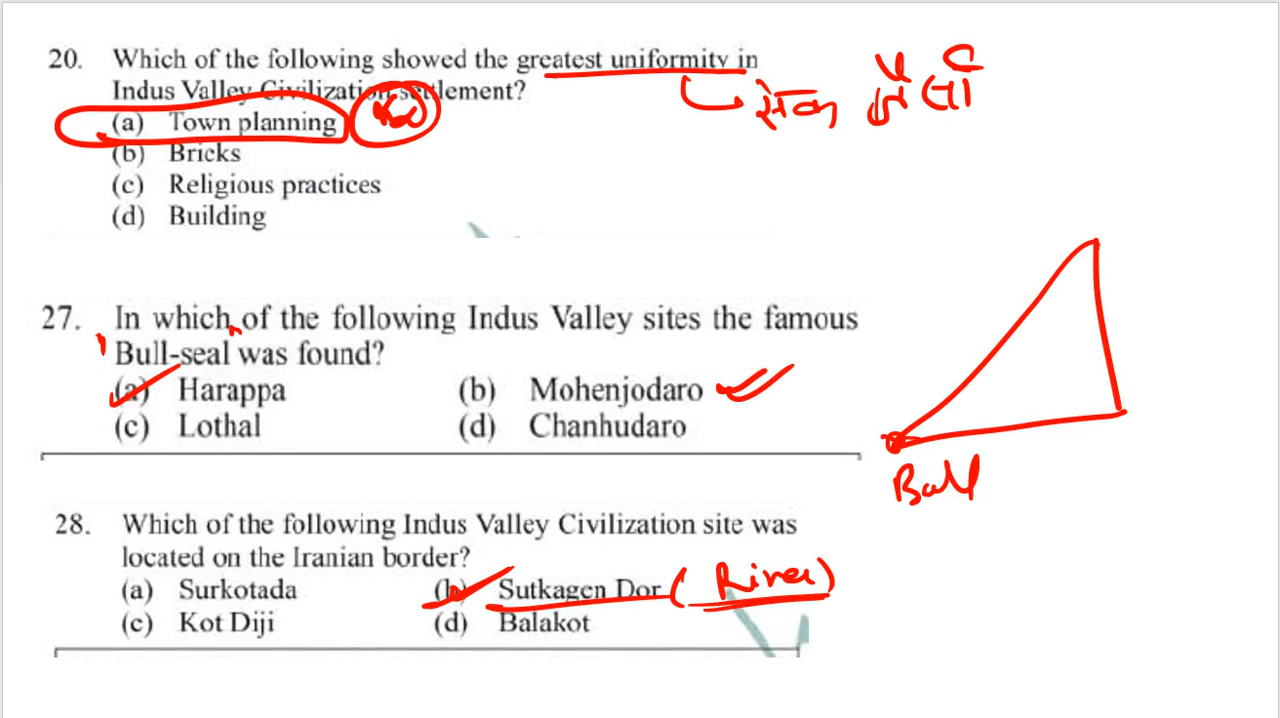 20. Which of the following showed the greatest uniformity in
Indus Valley Civilization settlement?
(a) Town planning
(b) Bricks
(c) Religious practices
(d) Building
27. In which of the following Indus Valley sites the famous
Bull-seal was found?
(a) Harappa (b) Mohenjodaro
(c) Lothal (d) Chanhudaro
Ball
28. Which of the following Indus Valley Civilization site was
located on the Iranian border?
(a) Surkotada (b) Sutkagen Dor (River)
(c) Kot Diji (d) Balakot